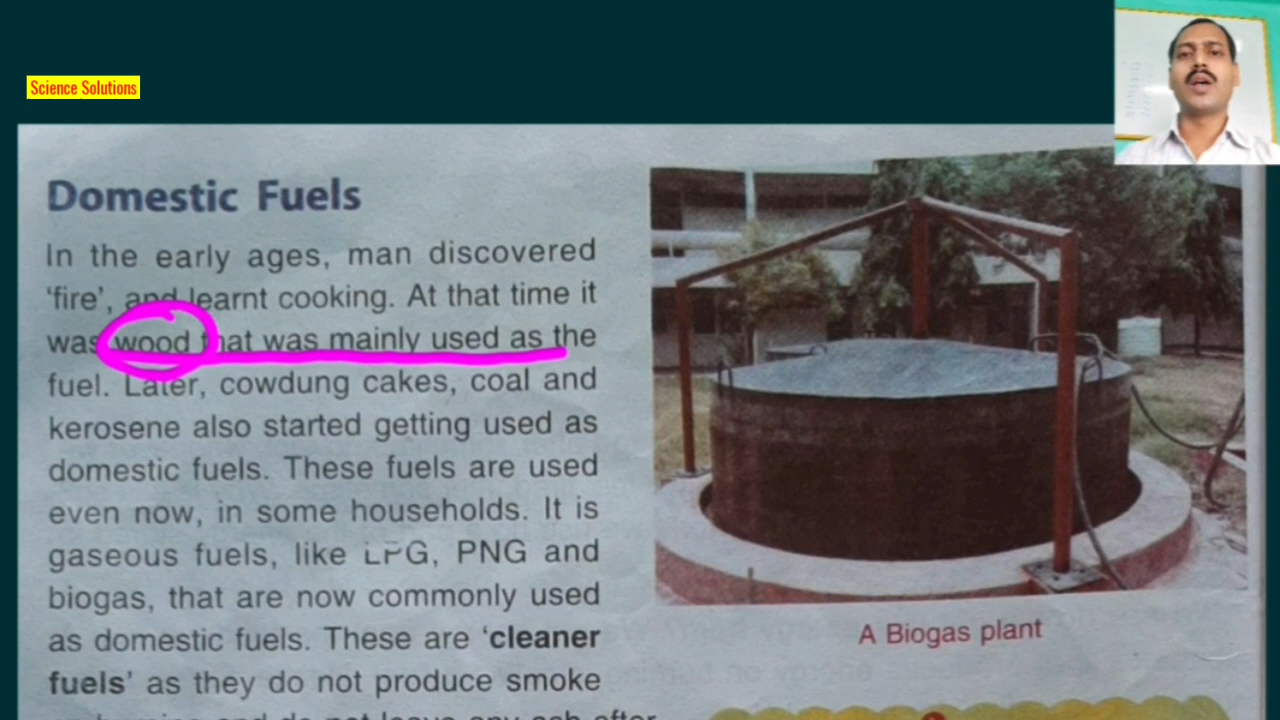 Science Solutions
Domestic Fuels
In the early ages, man discovered
‘fire’, and learnt cooking. At that time it
was wood that was mainly used as the
fuel. Later, cowdung cakes, coal and
kerosene also started getting used as
domestic fuels. These fuels are used
even now, in some households. It is
gaseous fuels, like LPG, PNG and
biogas, that are now commonly used
as domestic fuels. These are ‘cleaner
fuels’ as they do not produce smoke
A Biogas plant